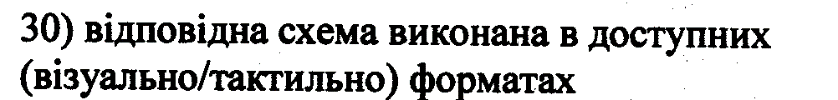 30) відповідна схема виконана в доступних
(візуально/тактильно) форматах